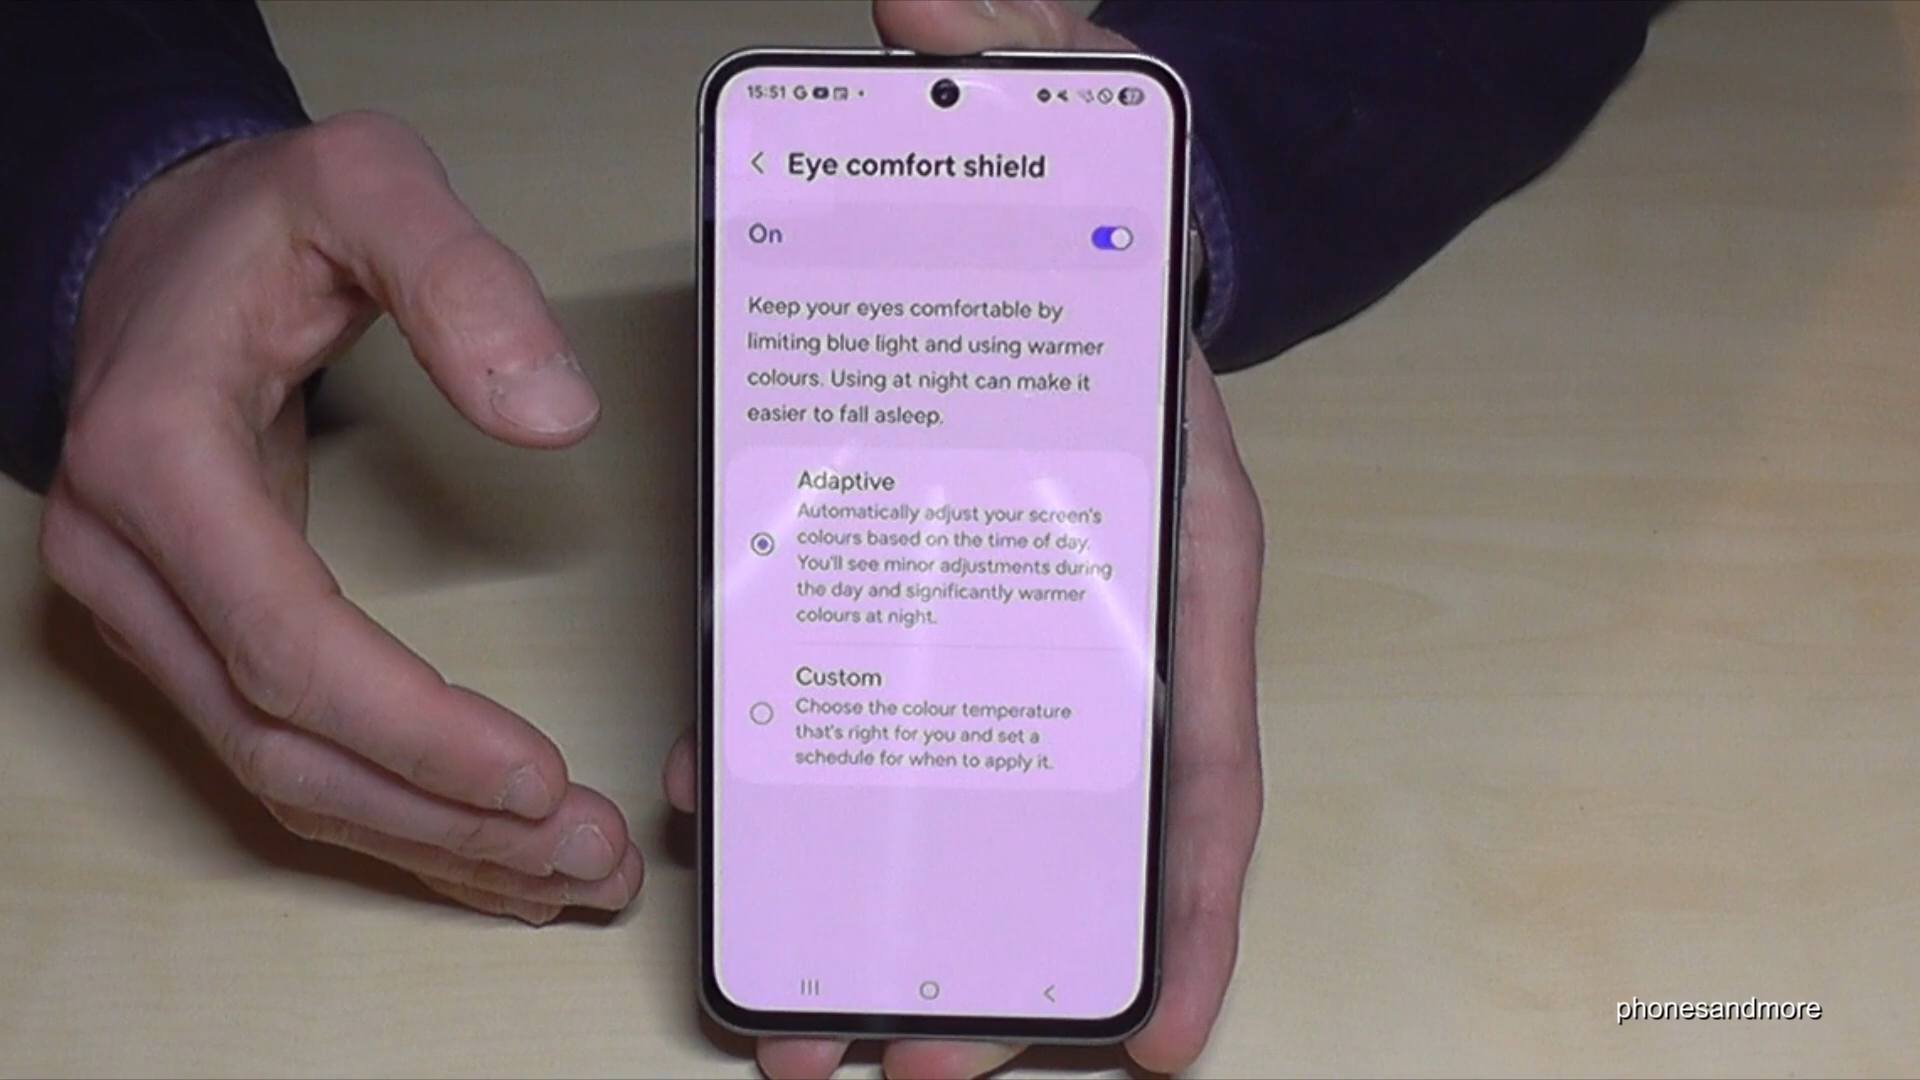 15:51
Eye comfort shield
On
Keep your eyes comfortable by
limiting blue light and using warmer
colours. Using at night can make it
easier to fall asleep.
Adaptive
Automatically adjust your screen's
colours based on the time of day.
You'll see minor adjustments during
the day and significantly warmer
colours at night.
Custom
Choose the colour temperature
that's right for you and set a
schedule for when to apply it.
phonesandmore